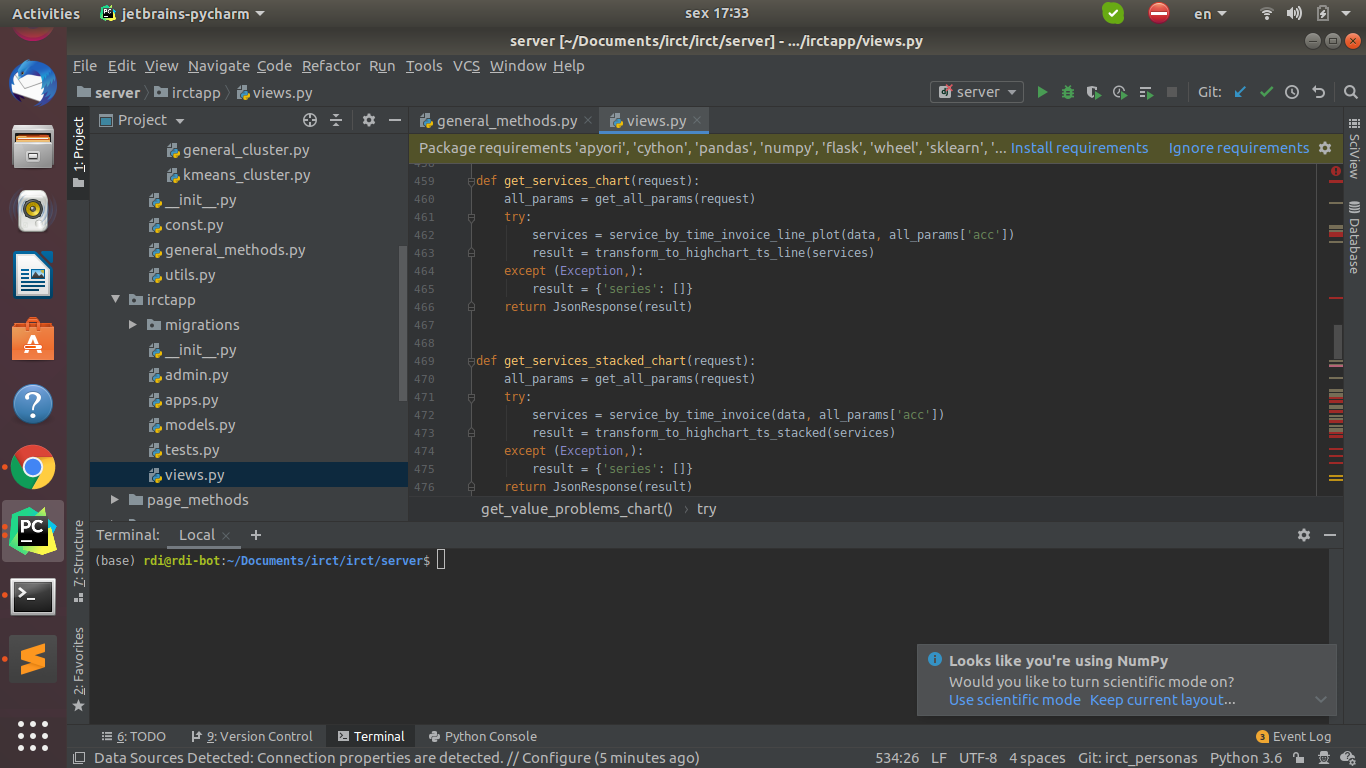 Activities jetbrains-pycharm sex 17:33 en
server [~/Documents/irct/irct/server] - .../irctapp/views.py
File Edit View Navigate Code Refactor Run Tools VCS Window Help
server irctapp views.py server Git:
1: Project
Project
general_cluster.py
kmeans_cluster.py
__init__.py
const.py
general_methods.py
utils.py
irctapp
migrations
__init__.py
admin.py
apps.py
models.py
tests.py
views.py
page_methods
general_methods.py views.py
Package requirements 'apyori', 'cython', 'pandas', 'numpy', 'flask', 'wheel', 'sklearn', '... Install requirements Ignore requirements
458
459 def get_services_chart(request):
460 all_params = get_all_params(request)
461 try:
462 services = service_by_time_invoice_line_plot(data, all_params['acc'])
463 result = transform_to_highchart_ts_line(services)
464 except (Exception,):
465 result = {'series': []}
466 return JsonResponse(result)
467
468
469 def get_services_stacked_chart(request):
470 all_params = get_all_params(request)
471 try:
472 services = service_by_time_invoice(data, all_params['acc'])
473 result = transform_to_highchart_ts_stacked(services)
474 except (Exception,):
475 result = {'series': []}
476 return JsonResponse(result)
get_value_problems_chart() › try
SciView
Database
7: Structure
2: Favorites
Terminal: Local +
(base) rdi@rdi-bot:~/Documents/irct/irct/server$
Looks like you're using NumPy
Would you like to turn scientific mode on?
Use scientific mode Keep current layout...
6: TODO 9: Version Control Terminal Python Console 3 Event Log
Data Sources Detected: Connection properties are detected. // Configure (5 minutes ago) 534:26 LF UTF-8 4 spaces Git: irct_personas Python 3.6